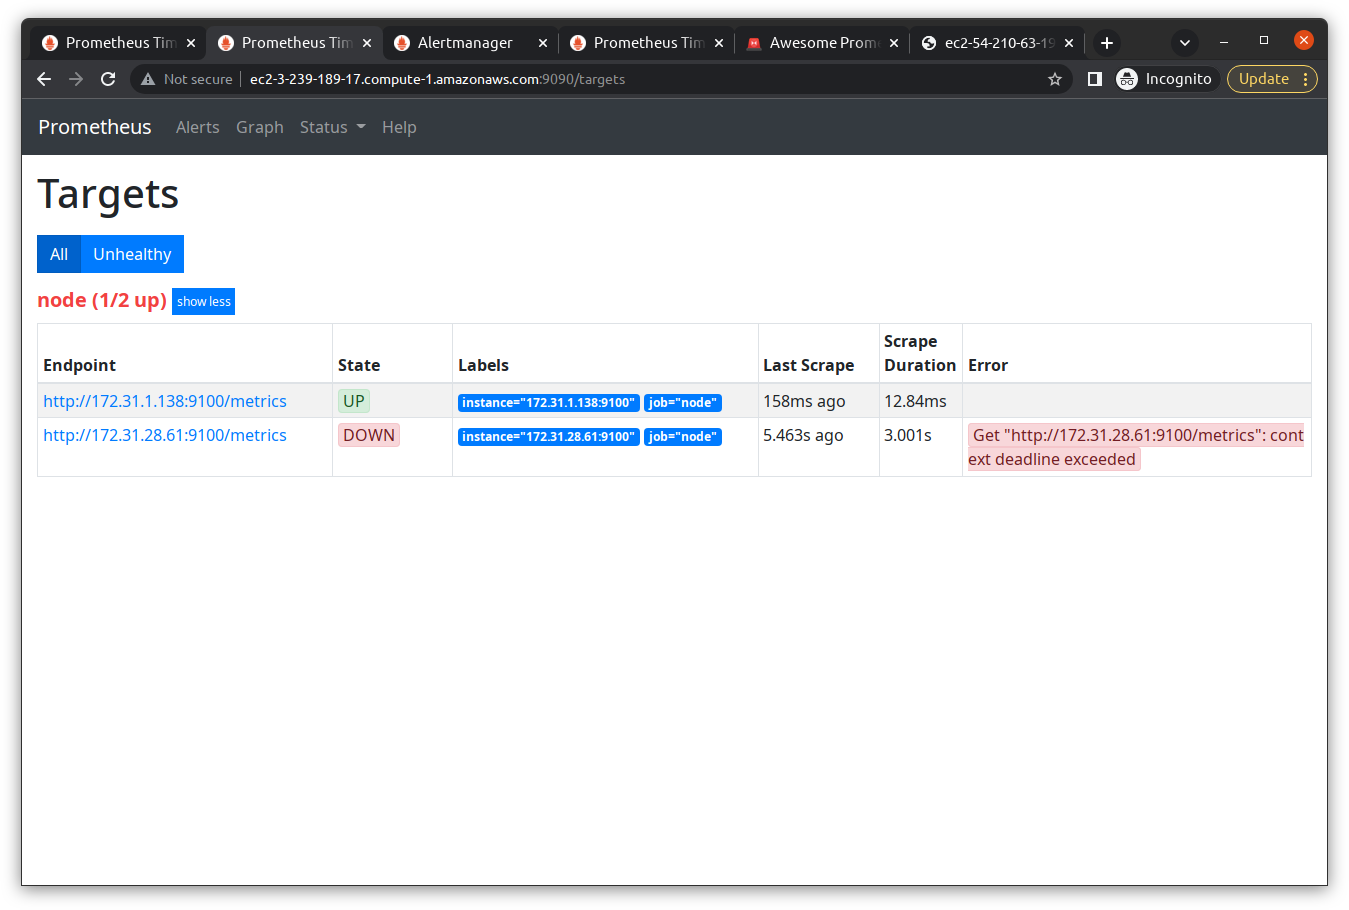 Prometheus Tim
Prometheus Tim
Alertmanager
Prometheus Tim
Awesome Prom
ec2-54-210-63-19
Not secure
ec2-3-239-189-17.compute-1.amazonaws.com:9090/targets
Incognito
Update
Prometheus Alerts Graph Status Help
Targets
All Unhealthy
node (1/2 up) show less
Endpoint State Labels Last Scrape Scrape Duration Error
http://172.31.1.138:9100/metrics UP instance="172.31.1.138:9100" job="node" 158ms ago 12.84ms
http://172.31.28.61:9100/metrics DOWN instance="172.31.28.61:9100" job="node" 5.463s ago 3.001s Get "http://172.31.28.61:9100/metrics": cont
ext deadline exceeded